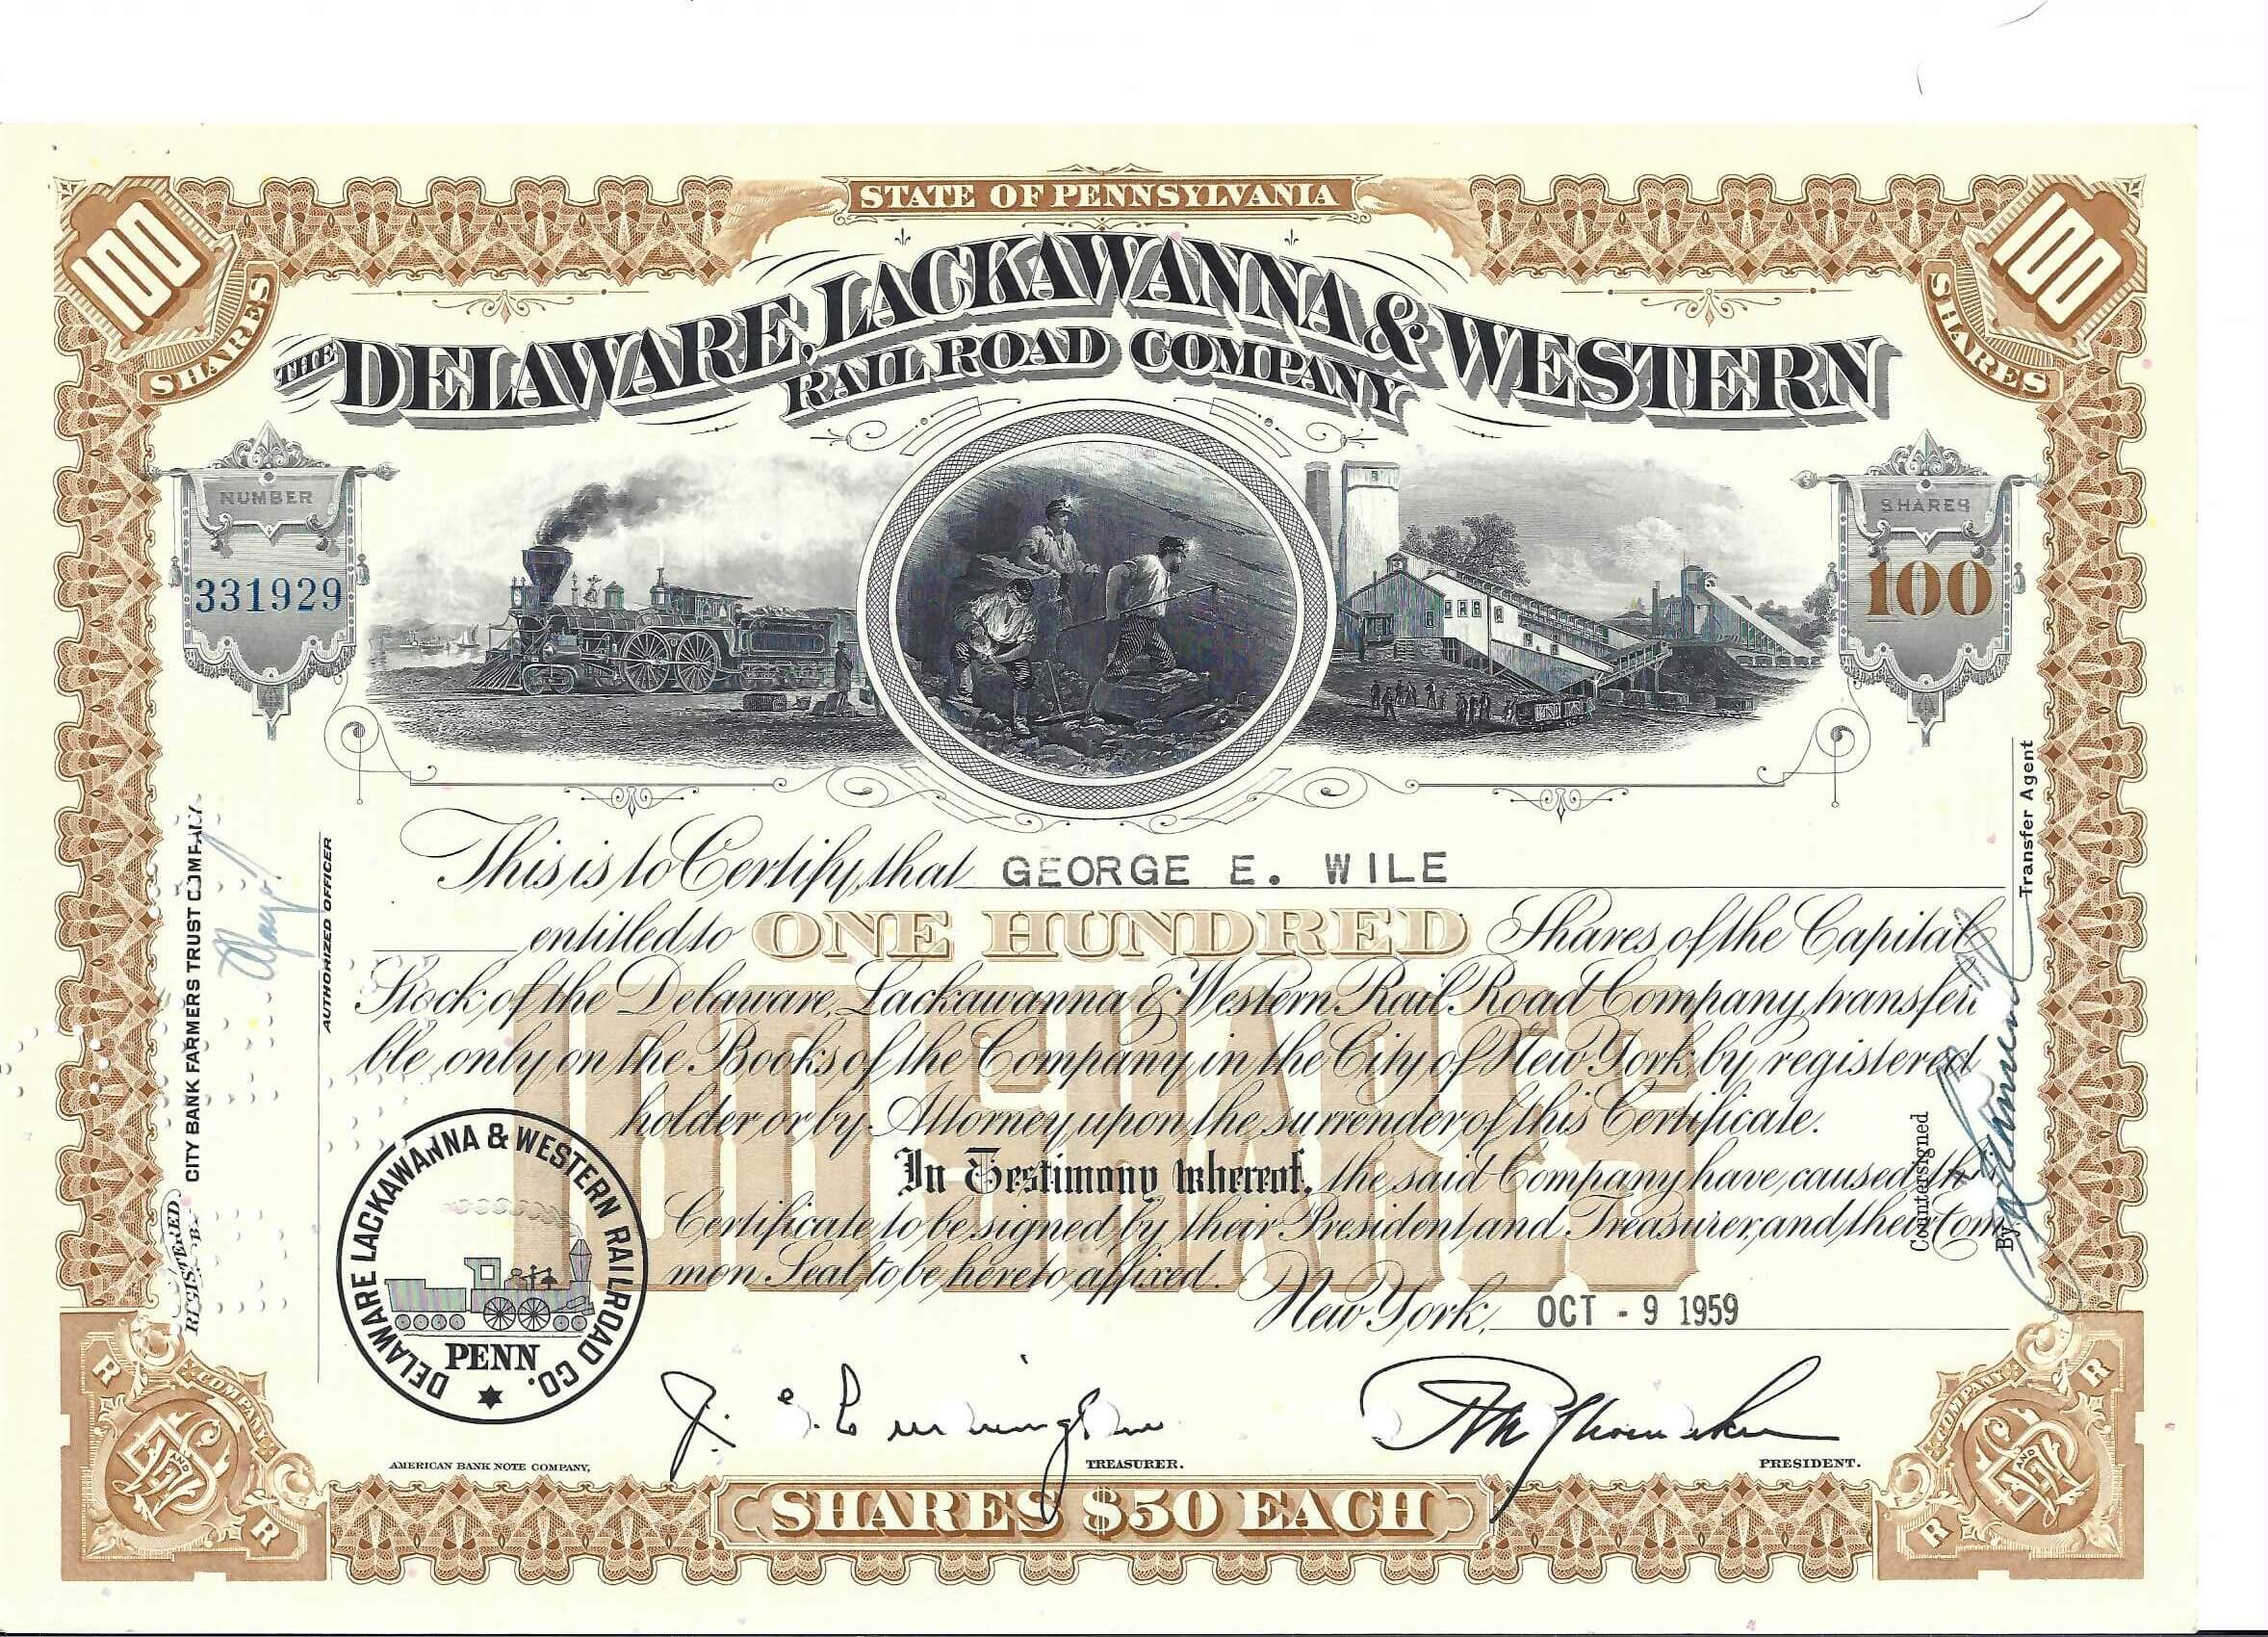 STATE OF PENNSYLVANIA
100
SHARES
100
SHARES
THE DELAWARE, LACKAWANNA & WESTERN
RAIL ROAD COMPANY
NUMBER
331929
SHARES
100
This is to Certify, that GEORGE E. WILE
entitled to ONE HUNDRED Shares of the Capital
Stock, of the Delaware, Lackawanna & Western Rail Road Company, transfera
ble only on the Books of the Company in the City of New York by registered
holder or by Attorney upon the surrender of this Certificate.
In Testimony whereof, the said Company have caused this
Certificate to be signed by their President and Treasurer, and their Com
mon Seal to be hereto affixed.
New York, OCT - 9 1959
100 SHARES
REGISTERED
CITY BANK FARMERS TRUST COMPANY,
BY
AUTHORIZED OFFICER
Countersigned
By
Transfer Agent
DELAWARE LACKAWANNA & WESTERN RAILROAD CO.
PENN
TREASURER.
PRESIDENT.
AMERICAN BANK NOTE COMPANY,
SHARES $50 EACH
R R
COMPANY
AND
R R
COMPANY
AND